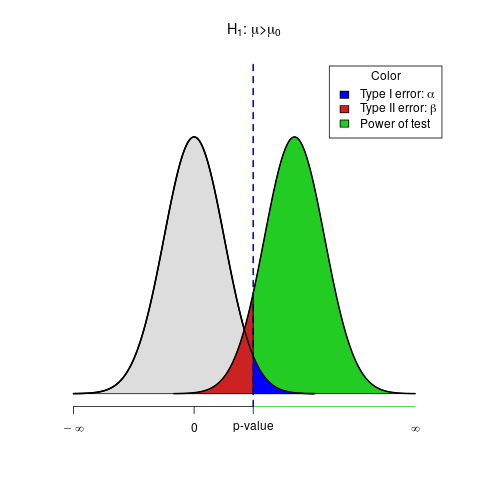 H₁: μ>μ₀
Color
Type I error: α
Type II error: β
Power of test
− ∞
0
p-value
∞